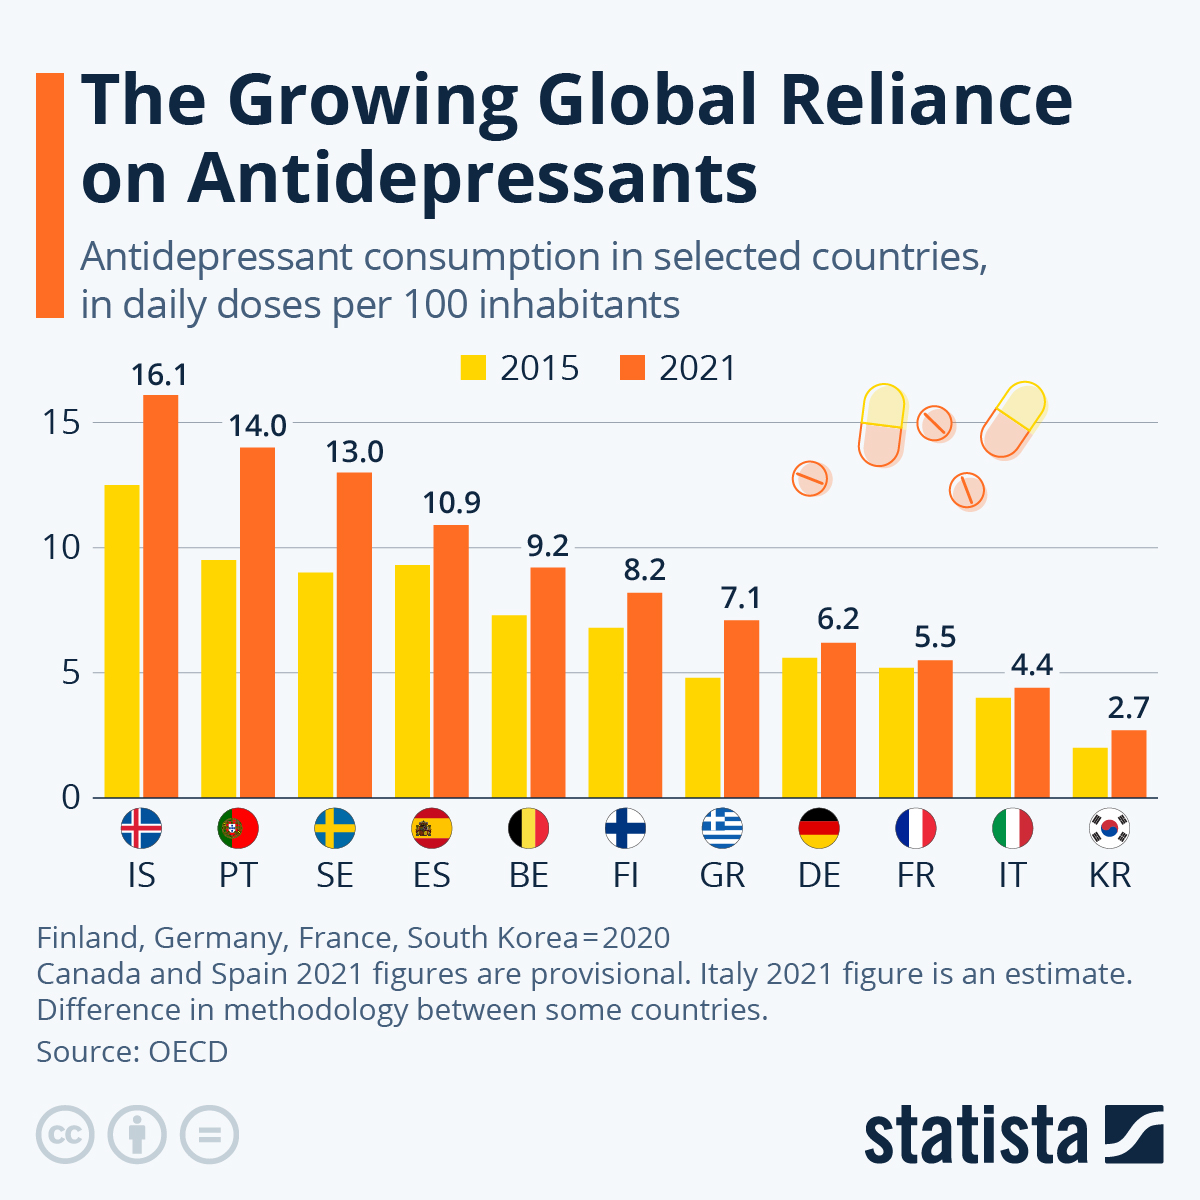 The Growing Global Reliance
on Antidepressants
Antidepressant consumption in selected countries,
in daily doses per 100 inhabitants
2015 2021
16.1
14.0
13.0
10.9
9.2
8.2
7.1
6.2
5.5
4.4
2.7
15
10
5
0
IS PT SE ES BE FI GR DE FR IT KR
Finland, Germany, France, South Korea=2020
Canada and Spain 2021 figures are provisional. Italy 2021 figure is an estimate.
Difference in methodology between some countries.
Source: OECD
cc
statista